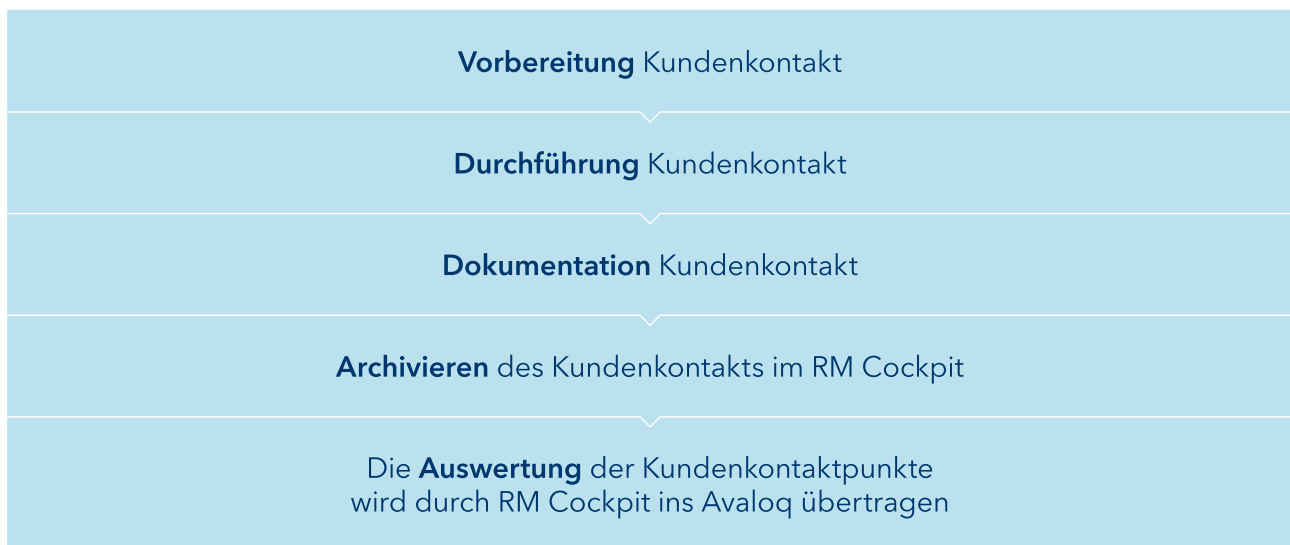 Vorbereitung Kundenkontakt
Durchführung Kundenkontakt
Dokumentation Kundenkontakt
Archivieren des Kundenkontakts im RM Cockpit
Die Auswertung der Kundenkontaktpunkte
wird durch RM Cockpit ins Avaloq übertragen